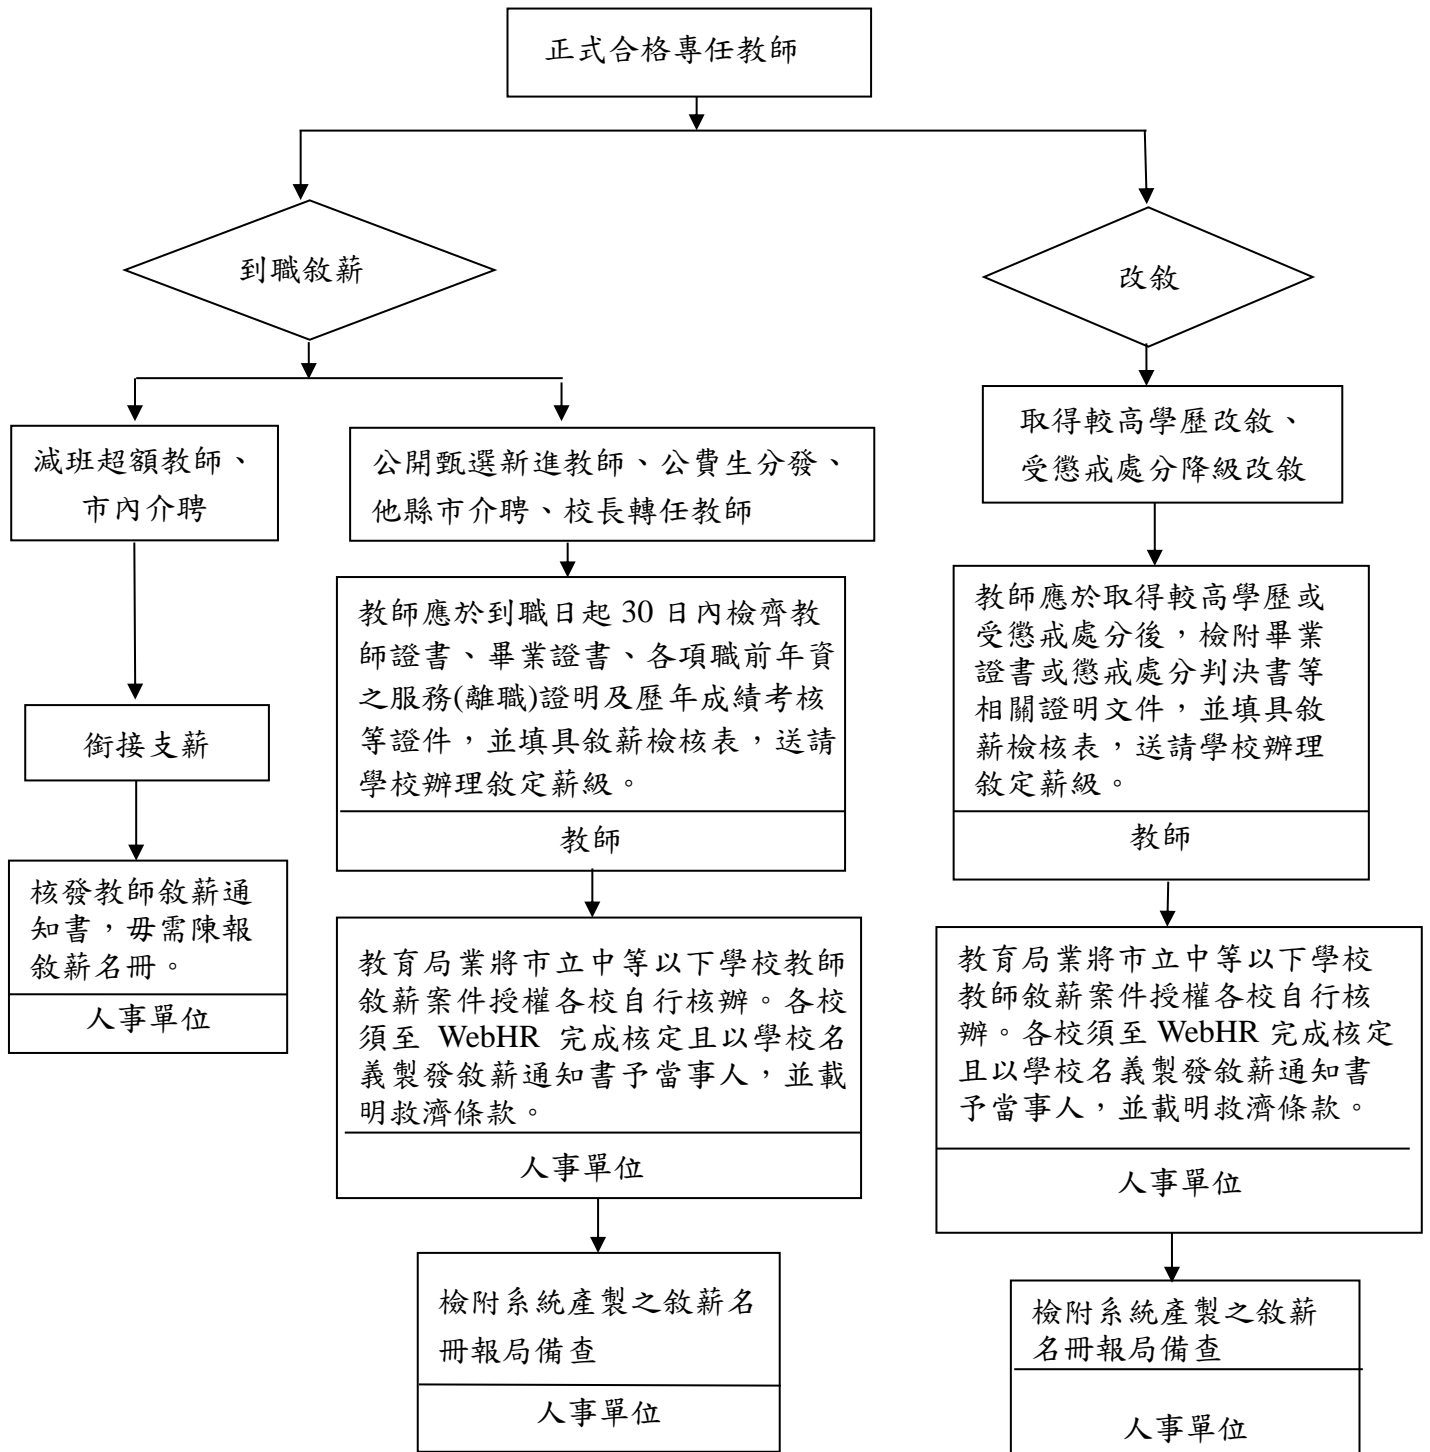 正式合格專任教師
到職敘薪
改敘
減班超額教師、
市內介聘
公開甄選新進教師、公費生分發、
他縣市介聘、校長轉任教師
取得較高學歷改敘、
受懲戒處分降級改敘
銜接支薪
教師應於到職日起 30 日內檢齊教
師證書、畢業證書、各項職前年資
之服務(離職)證明及歷年成績考核
等證件，並填具敘薪檢核表，送請
學校辦理敘定薪級。
教師
教師應於取得較高學歷或
受懲戒處分後，檢附畢業
證書或懲戒處分判決書等
相關證明文件，並填具敘
薪檢核表，送請學校辦理
敘定薪級。
教師
核發教師敘薪通
知書，毋需陳報
敘薪名冊。
人事單位
教育局業將市立中等以下學校教師
敘薪案件授權各校自行核辦。各校
須至 WebHR 完成核定且以學校名
義製發敘薪通知書予當事人，並載
明救濟條款。
人事單位
教育局業將市立中等以下學校
教師敘薪案件授權各校自行核
辦。各校須至 WebHR 完成核定
且以學校名義製發敘薪通知書
予當事人，並載明救濟條款。
人事單位
檢附系統產製之敘薪名
冊報局備查
人事單位
檢附系統產製之敘薪
名冊報局備查
人事單位